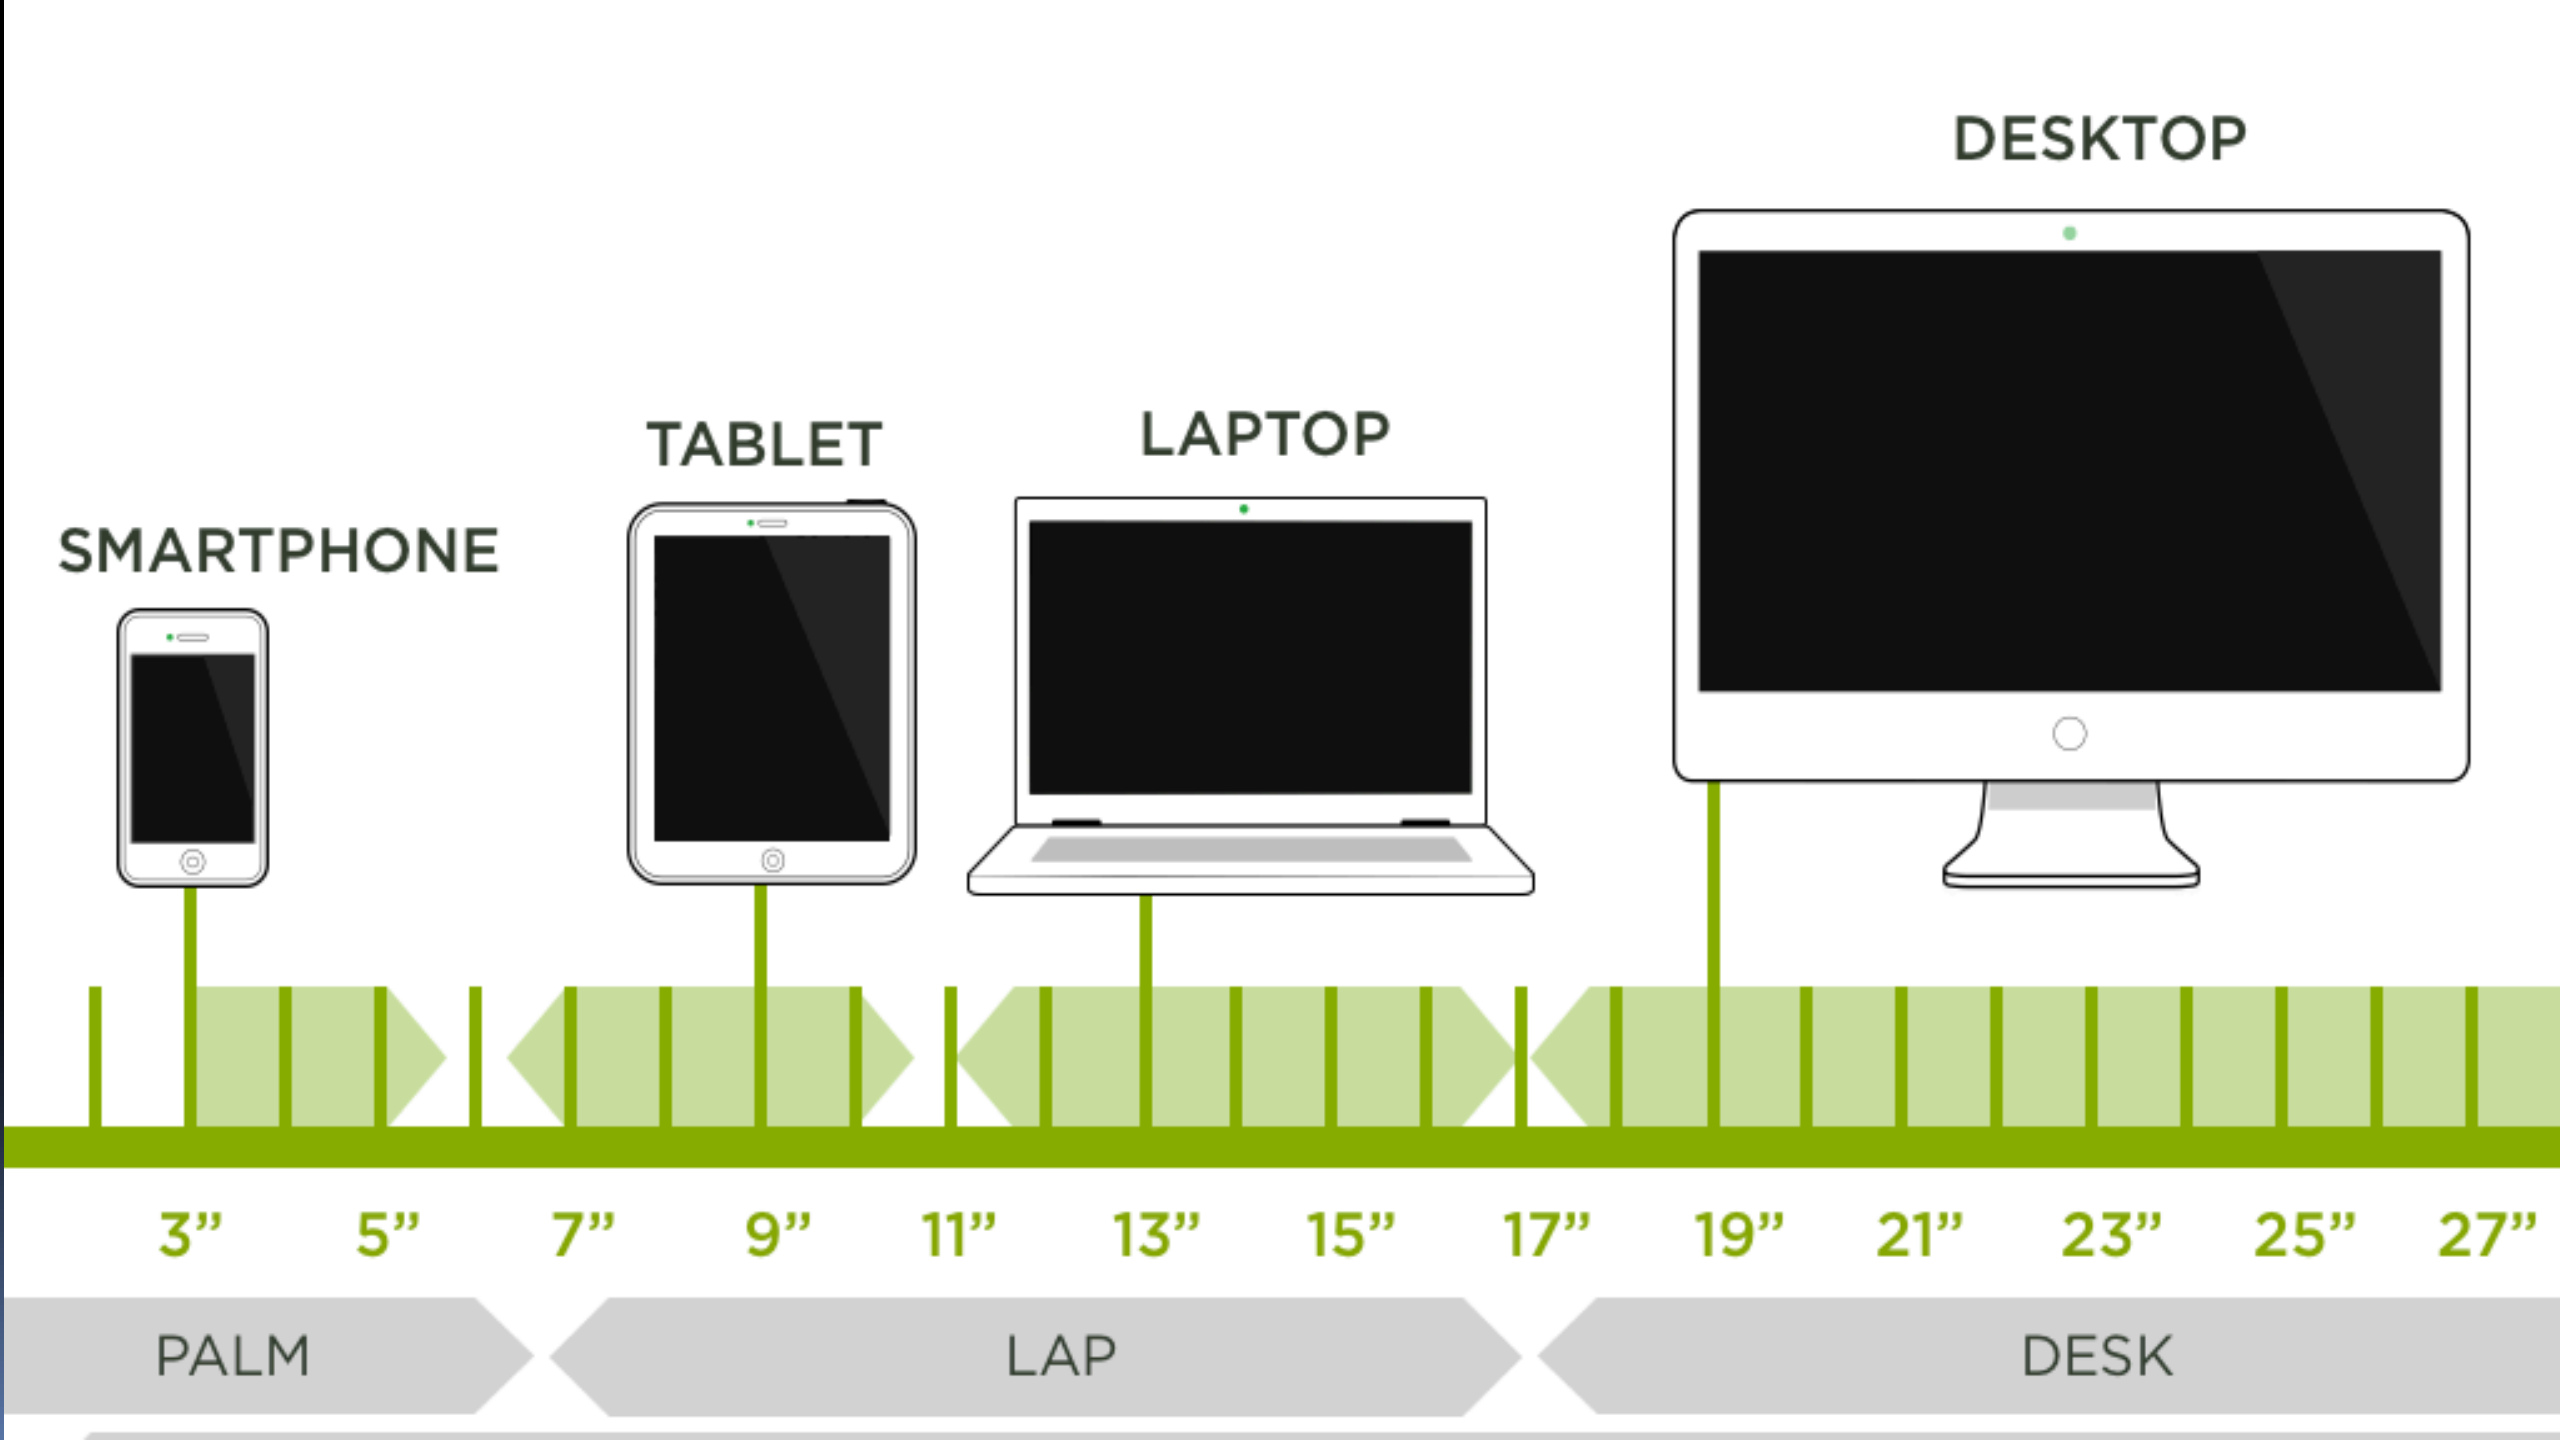 DESKTOP
LAPTOP
TABLET
SMARTPHONE
3” 5” 7” 9” 11” 13” 15” 17” 19” 21” 23” 25” 27”
PALM LAP DESK